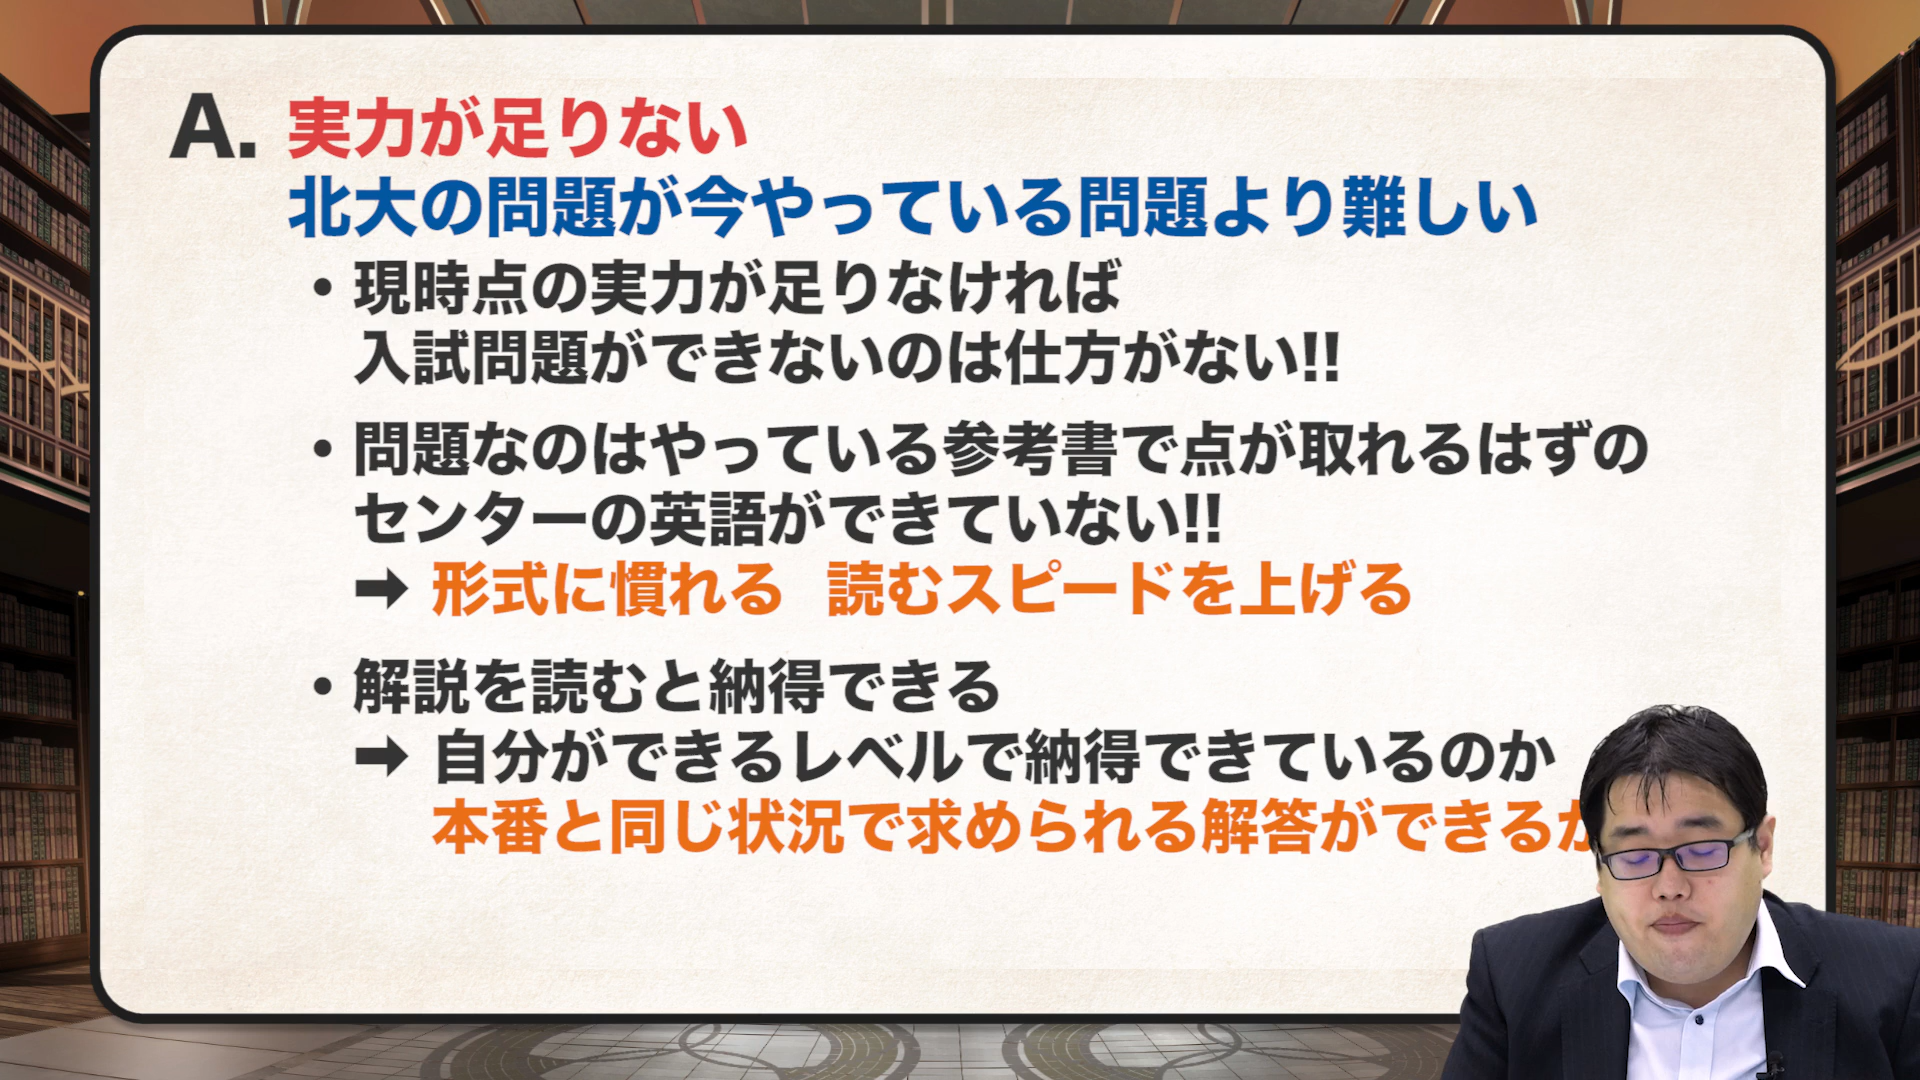 A. 実力が足りない
北大の問題が今やっている問題より難しい
・現時点の実力が足りなければ
入試問題ができないのは仕方がない!!
・問題なのはやっている参考書で点が取れるはずの
センターの英語ができていない!!
➡ 形式に慣れる 読むスピードを上げる
・解説を読むと納得できる
➡ 自分ができるレベルで納得できているのか
本番と同じ状況で求められる解答ができるか